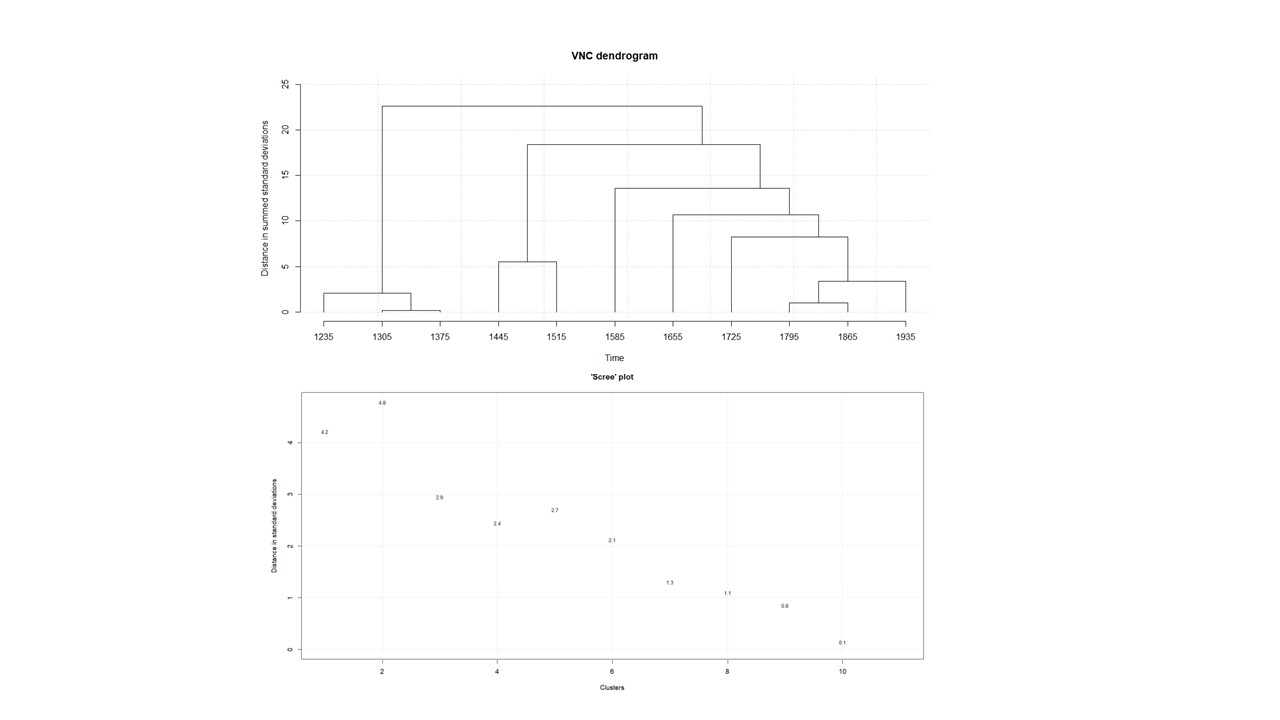 VNC dendrogram
Distance in summed standard deviations
25
20
15
10
5
0
1235 1305 1375 1445 1515 1585 1655 1725 1795 1865 1935
Time
'Scree' plot
Distance in standard deviations
4
3
2
1
0
4.2
4.8
2.9
2.4
2.7
2.1
1.3
1.1
0.8
0.1
2 4 6 8 10
Clusters